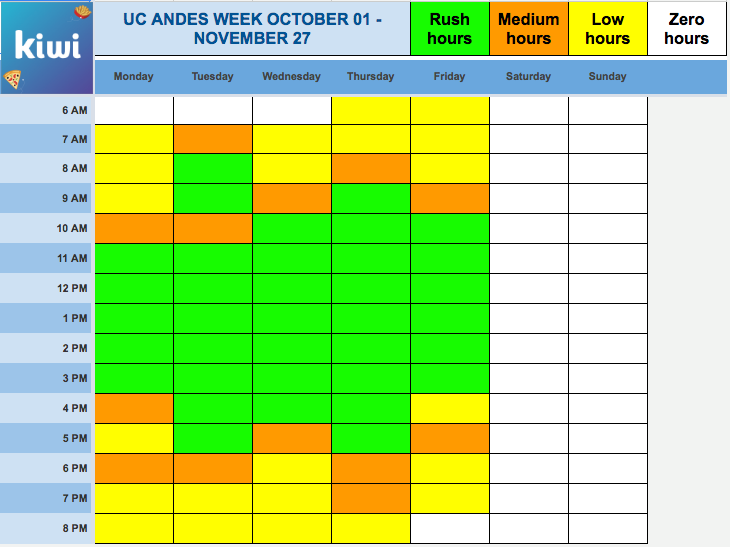 kiwi
UC ANDES WEEK OCTOBER 01 -
NOVEMBER 27
Rush
hours
Medium
hours
Low
hours
Zero
hours
Monday Tuesday Wednesday Thursday Friday Saturday Sunday
6 AM
7 AM
8 AM
9 AM
10 AM
11 AM
12 PM
1 PM
2 PM
3 PM
4 PM
5 PM
6 PM
7 PM
8 PM